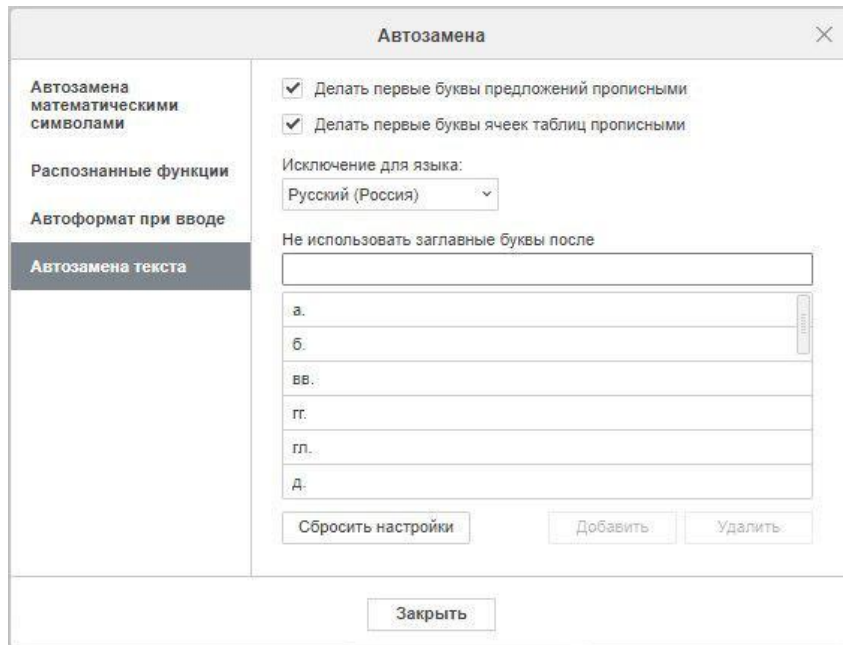 Автозамена
Автозамена
математическими
символами
Распознанные функции
Автоформат при вводе
Автозамена текста
Делать первые буквы предложений прописными
Делать первые буквы ячеек таблиц прописными
Исключение для языка:
Русский (Россия)
Не использовать заглавные буквы после
а.
б.
вв.
гг.
гл.
д.
Сбросить настройки
Добавить
Удалить
Закрыть